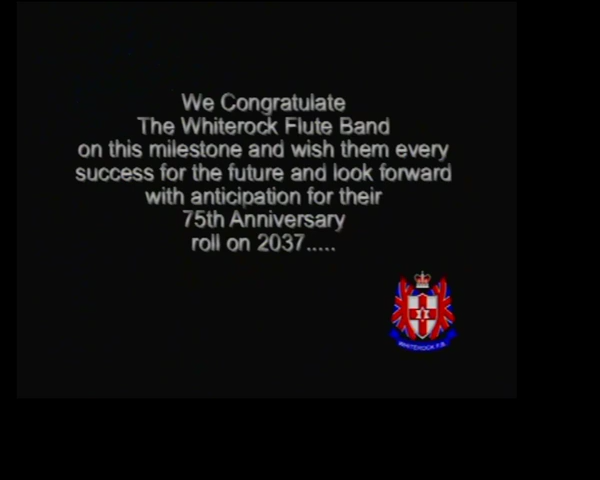 We Congratulate
The Whiterock Flute Band
on this milestone and wish them every
success for the future and look forward
with anticipation for their
75th Anniversary
roll on 2037.....
WHITEROCK F.B.